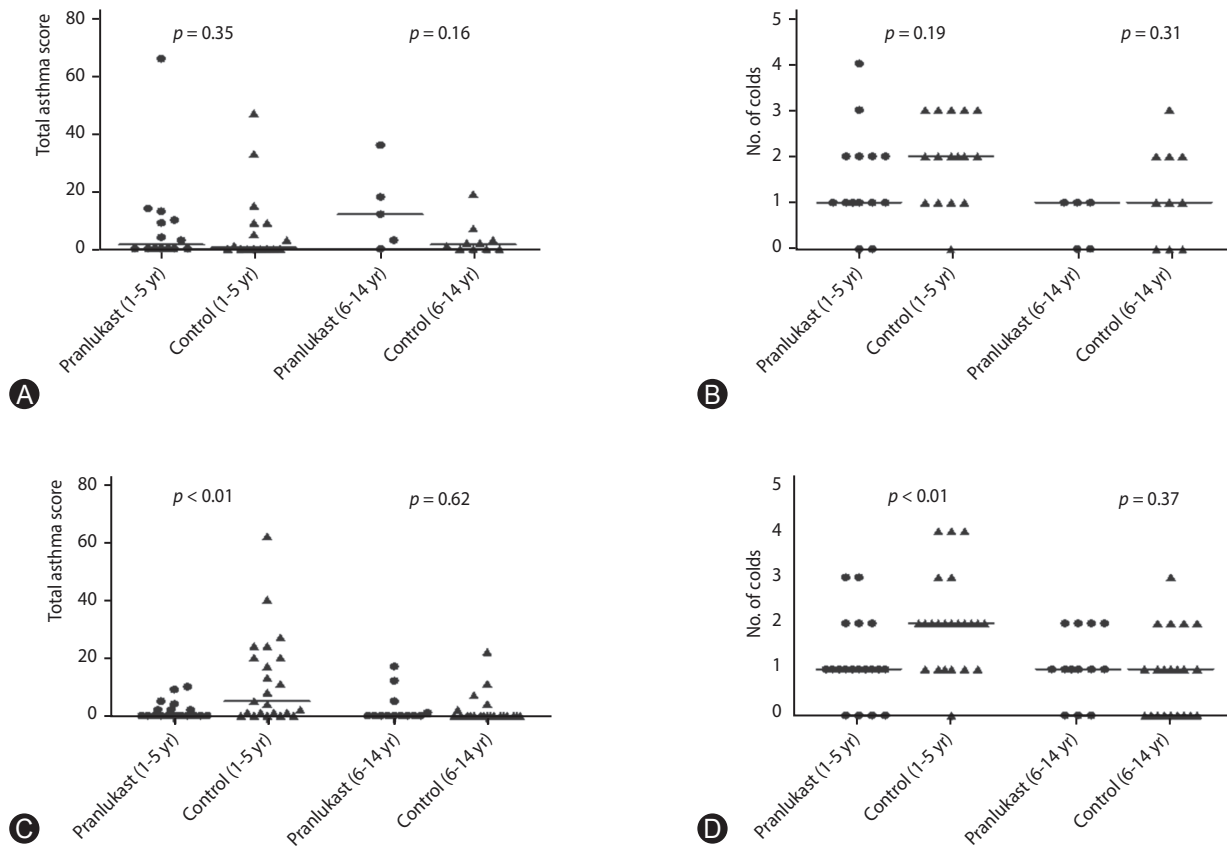 80
60
40
20
0
Total asthma score
p = 0.35
p = 0.16
Pranlukast (1-5 yr)
Control (1-5 yr)
Pranlukast (6-14 yr)
Control (6-14 yr)
A
5
4
3
2
1
0
No. of colds
p = 0.19
p = 0.31
Pranlukast (1-5 yr)
Control (1-5 yr)
Pranlukast (6-14 yr)
Control (6-14 yr)
B
80
60
40
20
0
Total asthma score
p < 0.01
p = 0.62
Pranlukast (1-5 yr)
Control (1-5 yr)
Pranlukast (6-14 yr)
Control (6-14 yr)
C
5
4
3
2
1
0
No. of colds
p < 0.01
p = 0.37
Pranlukast (1-5 yr)
Control (1-5 yr)
Pranlukast (6-14 yr)
Control (6-14 yr)
D